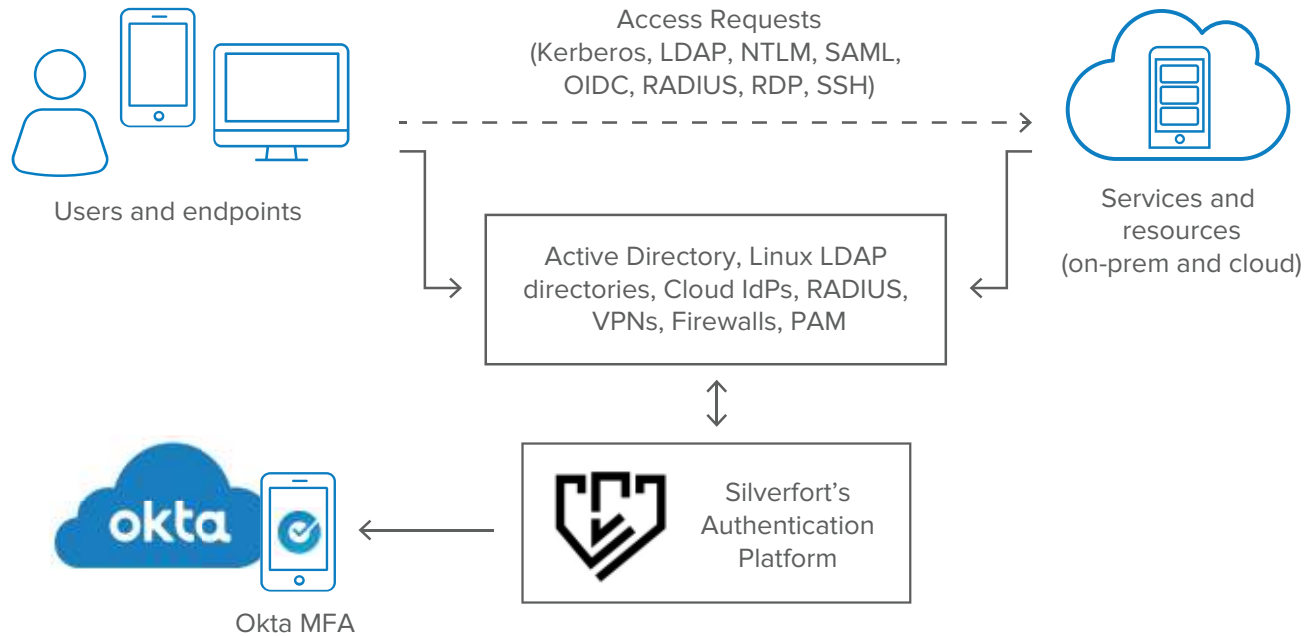 Access Requests
(Kerberos, LDAP, NTLM, SAML,
OIDC, RADIUS, RDP, SSH)
Users and endpoints
Services and
resources
(on-prem and cloud)
Active Directory, Linux LDAP
directories, Cloud IdPs, RADIUS,
VPNs, Firewalls, PAM
okta
Silverfort’s
Authentication
Platform
Okta MFA